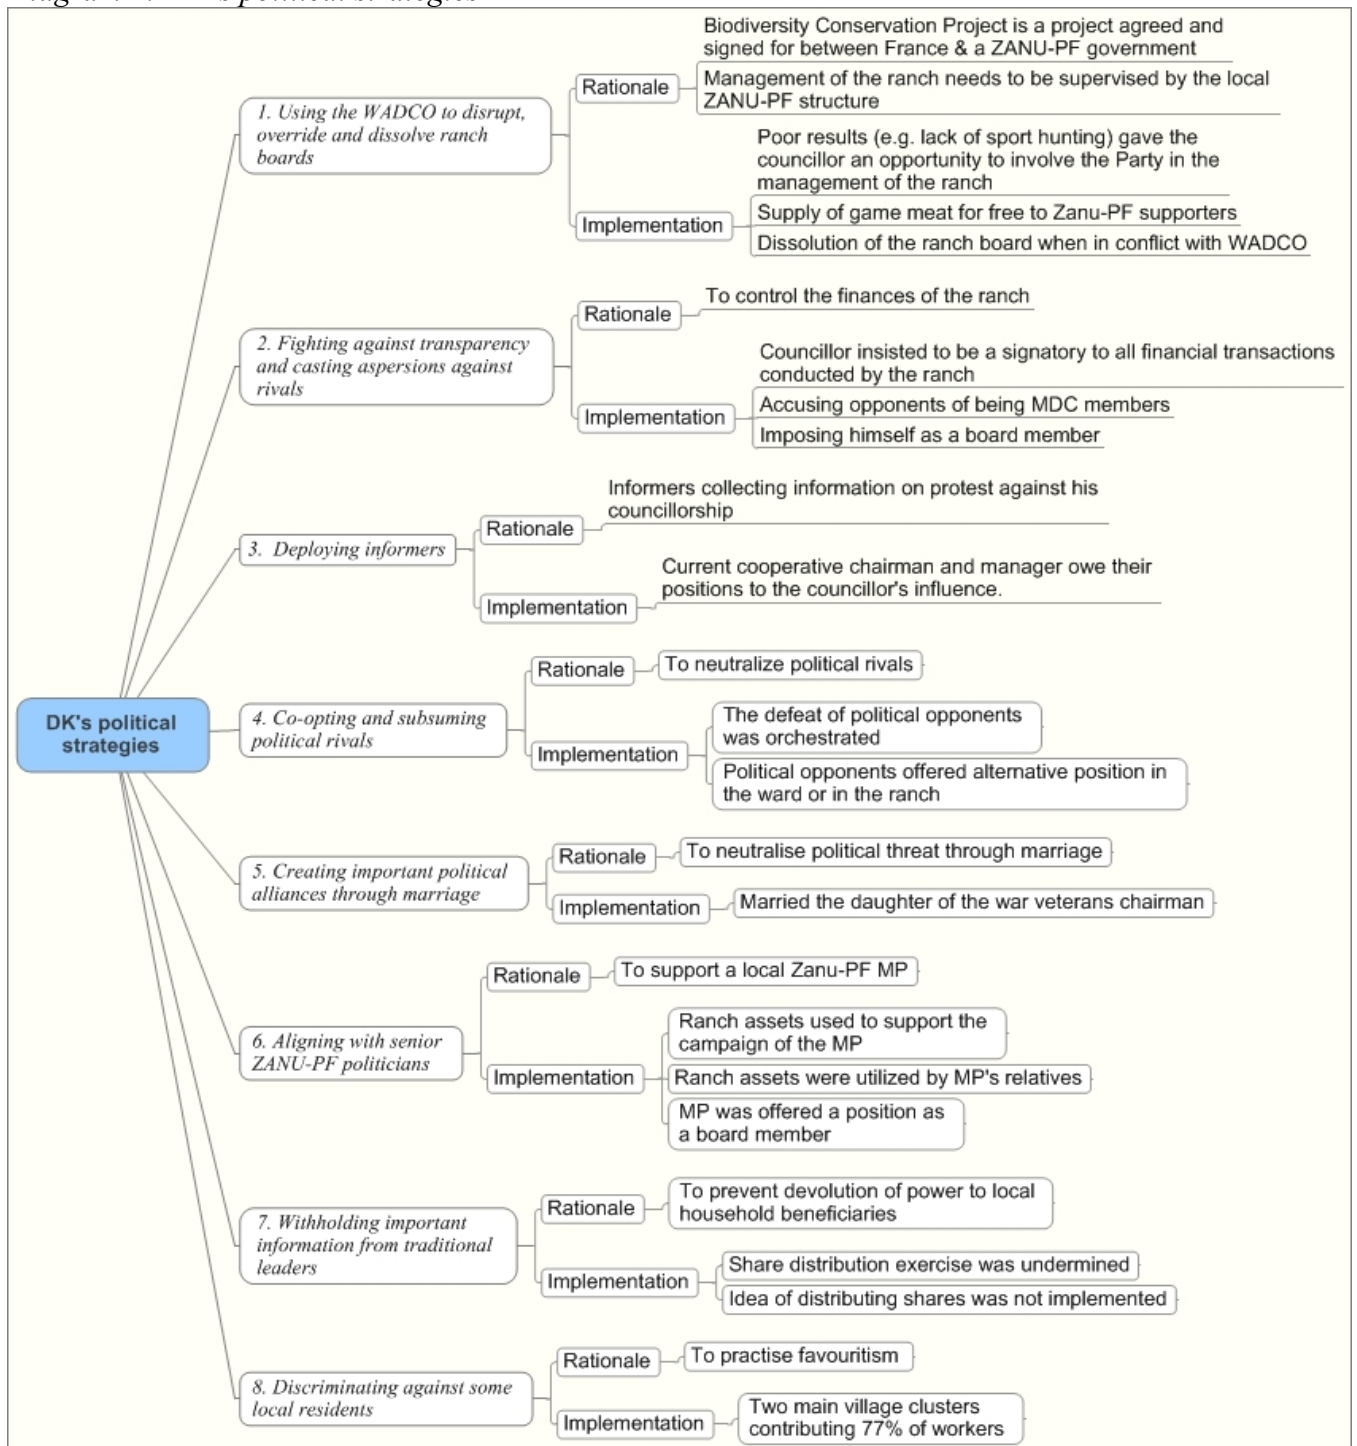 DK's political
strategies
1. Using the WADCO to disrupt,
override and dissolve ranch
boards
Rationale
Biodiversity Conservation Project is a project agreed and
signed for between France & a ZANU-PF government
Management of the ranch needs to be supervised by the local
ZANU-PF structure
Implementation
Poor results (e.g. lack of sport hunting) gave the
councillor an opportunity to involve the Party in the
management of the ranch
Supply of game meat for free to Zanu-PF supporters
Dissolution of the ranch board when in conflict with WADCO
2. Fighting against transparency
and casting aspersions against
rivals
Rationale
To control the finances of the ranch
Implementation
Councillor insisted to be a signatory to all financial transactions
conducted by the ranch
Accusing opponents of being MDC members
Imposing himself as a board member
3. Deploying informers
Rationale
Informers collecting information on protest against his
councillorship
Implementation
Current cooperative chairman and manager owe their
positions to the councillor's influence.
4. Co-opting and subsuming
political rivals
Rationale
To neutralize political rivals
Implementation
The defeat of political opponents
was orchestrated
Political opponents offered alternative position in
the ward or in the ranch
5. Creating important political
alliances through marriage
Rationale
To neutralise political threat through marriage
Implementation
Married the daughter of the war veterans chairman
6. Aligning with senior
ZANU-PF politicians
Rationale
To support a local Zanu-PF MP
Implementation
Ranch assets used to support the
campaign of the MP
Ranch assets were utilized by MP's relatives
MP was offered a position as
a board member
7. Withholding important
information from traditional
leaders
Rationale
To prevent devolution of power to local
household beneficiaries
Implementation
Share distribution exercise was undermined
Idea of distributing shares was not implemented
8. Discriminating against some
local residents
Rationale
To practise favouritism
Implementation
Two main village clusters
contributing 77% of workers